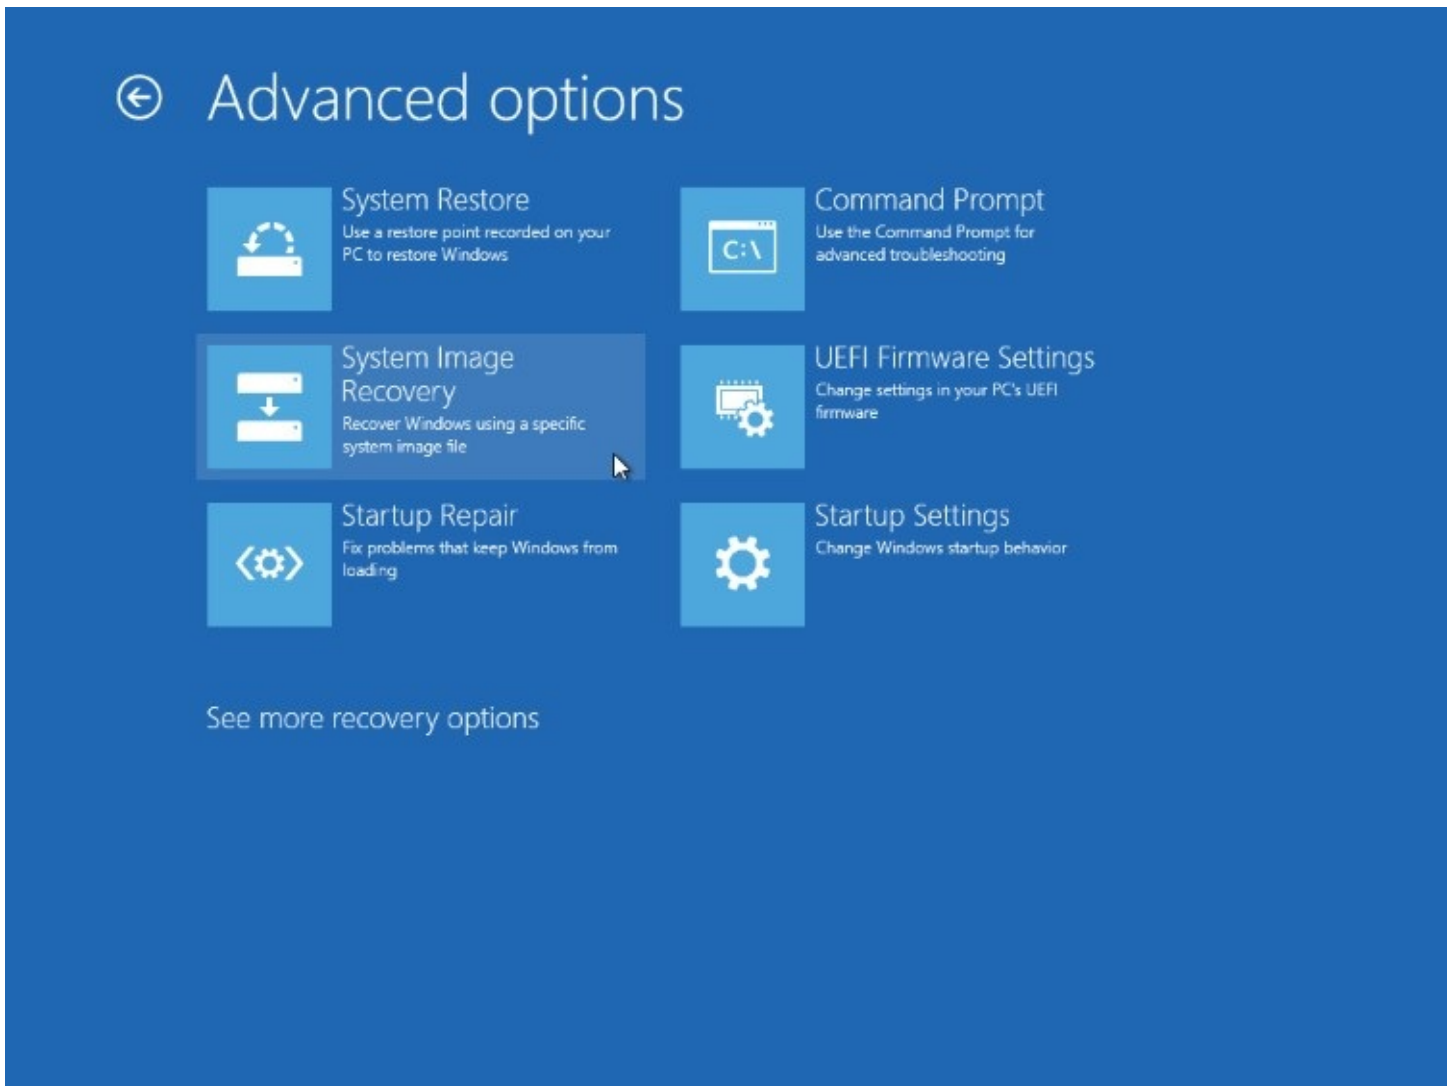 Advanced options
System Restore
Use a restore point recorded on your
PC to restore Windows
C:\
Command Prompt
Use the Command Prompt for
advanced troubleshooting
System Image
Recovery
Recover Windows using a specific
system image file
UEFI Firmware Settings
Change settings in your PC's UEFI
firmware
Startup Repair
Fix problems that keep Windows from
loading
Startup Settings
Change Windows startup behavior
See more recovery options